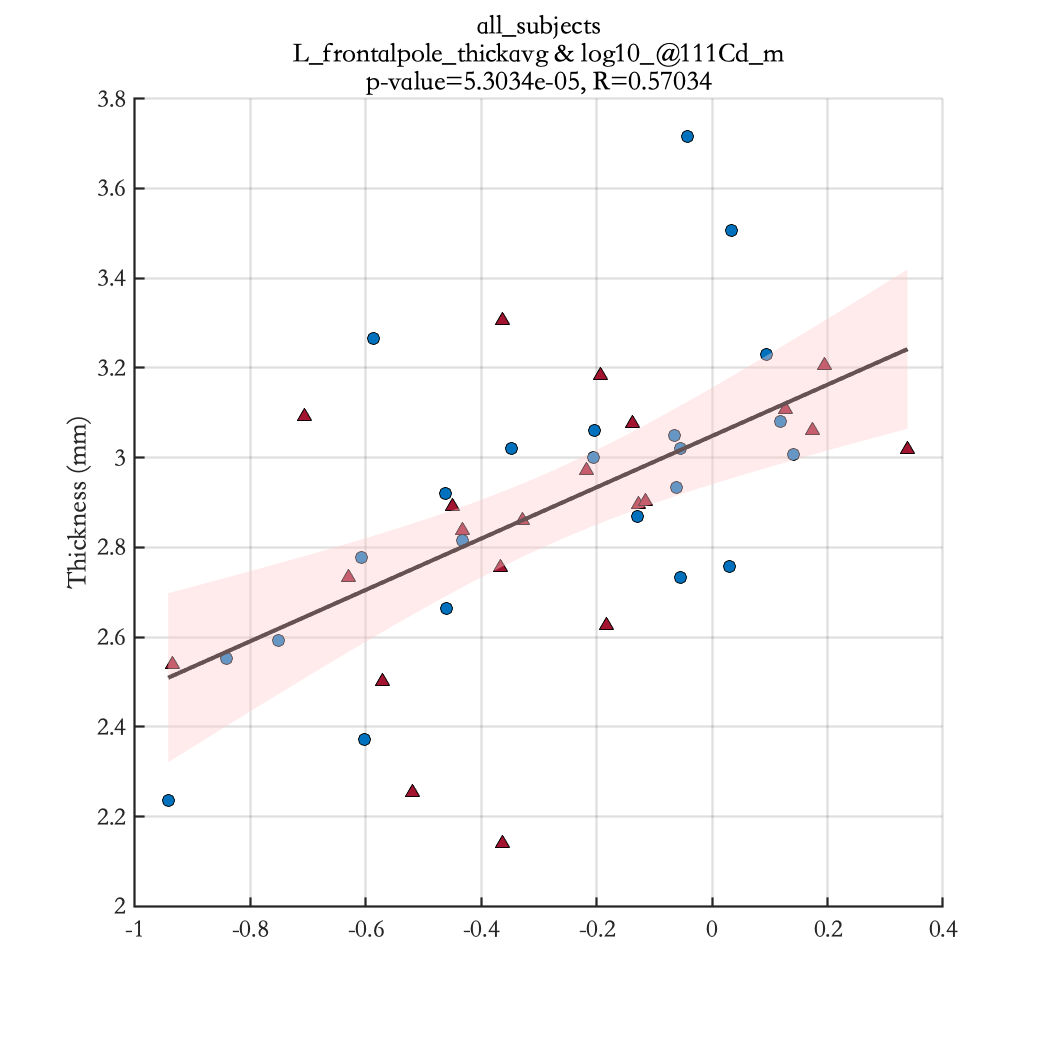 all_subjects
L_frontalpole_thickavg & log10_@111Cd_m
p-value=5.3034e-05, R=0.57034
3.8
3.6
3.4
3.2
3
2.8
2.6
2.4
2.2
2
Thickness (mm)
-1 -0.8 -0.6 -0.4 -0.2 0 0.2 0.4